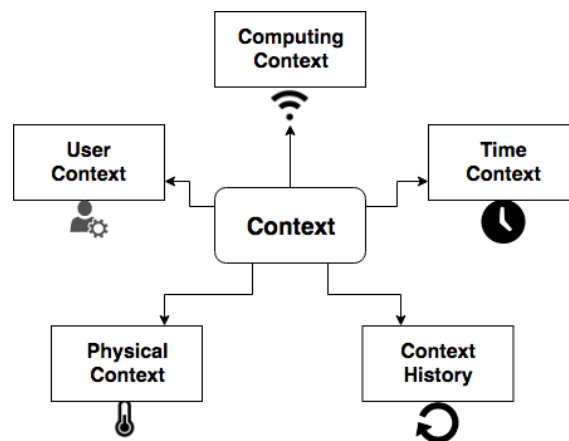 Computing
Context
User
Context
Time
Context
Context
Physical
Context
Context
History